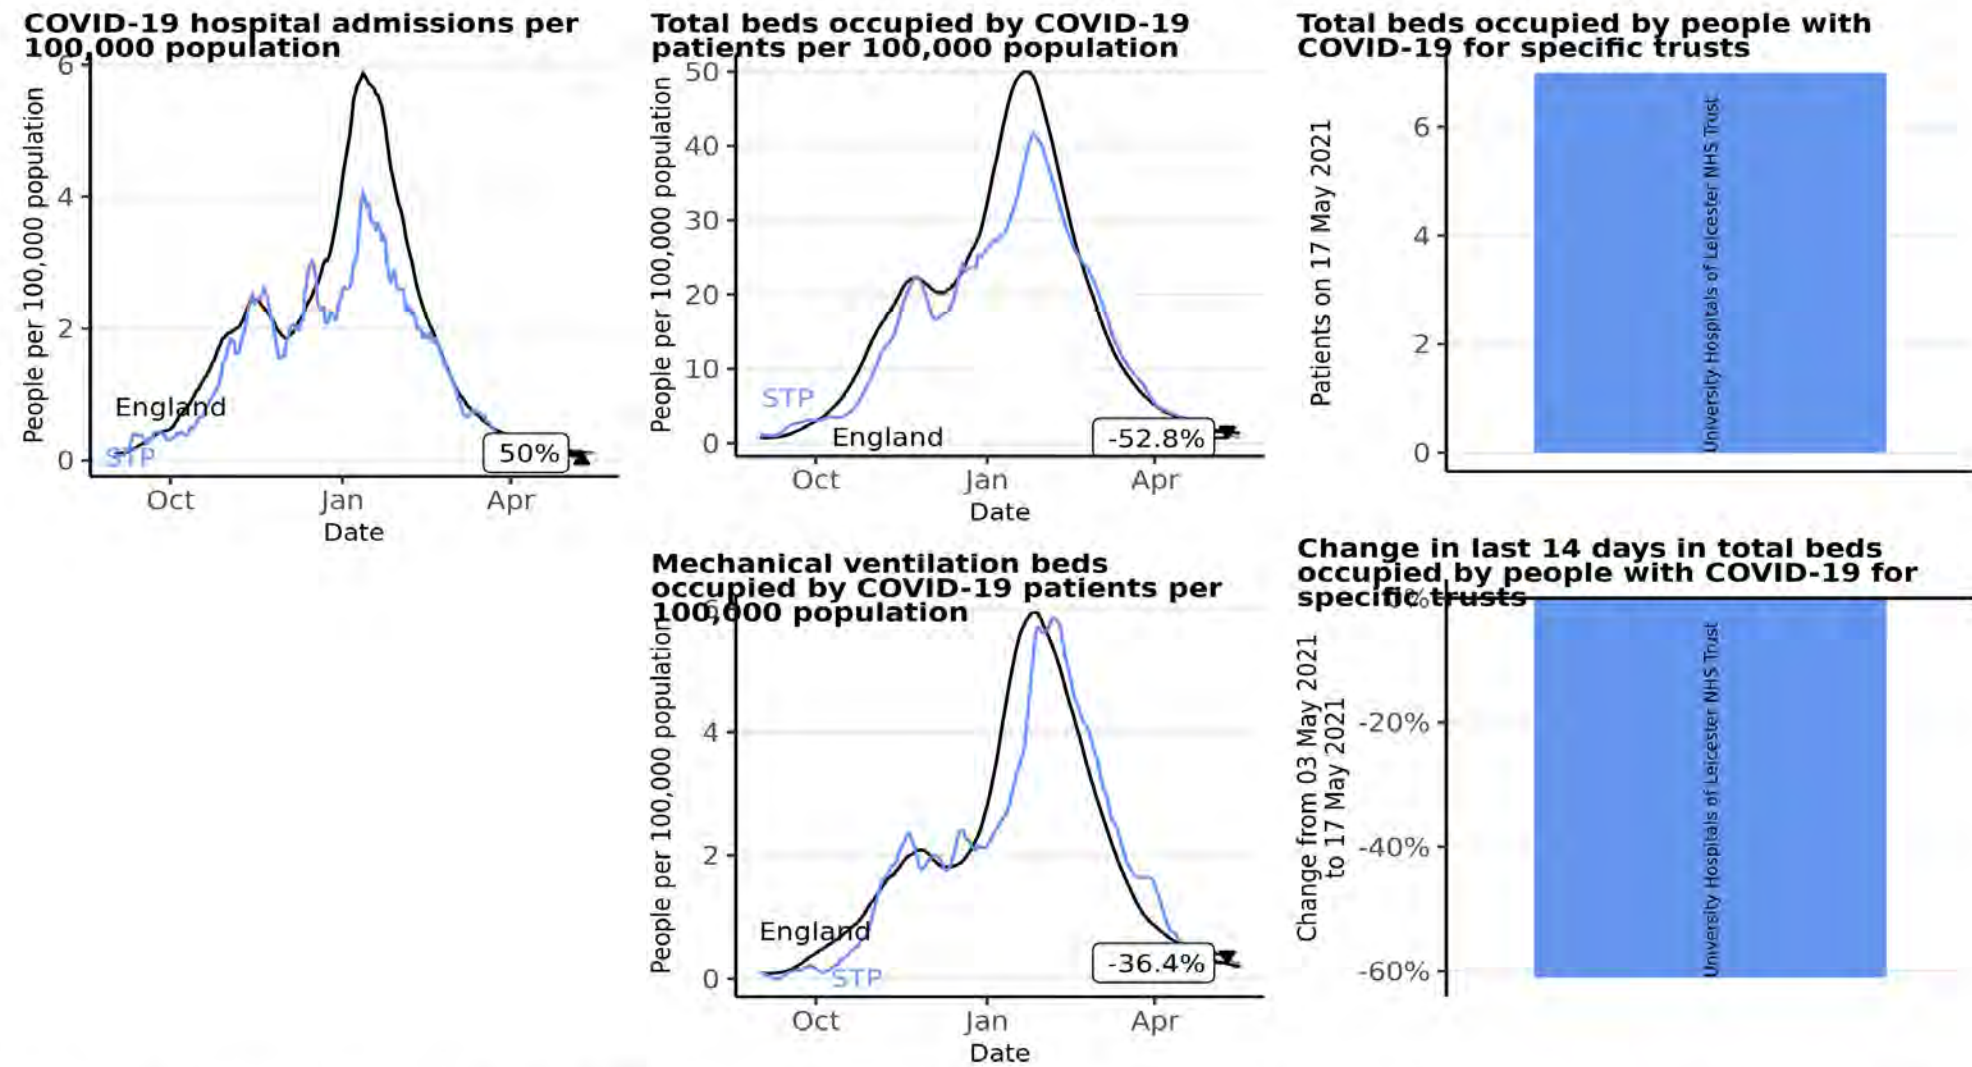 COVID-19 hospital admissions per
100,000 population
People per 100,000 population
6
4
2
0
England
STP
50%
Oct
Jan
Apr
Date
Total beds occupied by COVID-19
patients per 100,000 population
People per 100,000 population
50
40
30
20
10
0
STP
England
-52.8%
Oct
Jan
Apr
Date
Total beds occupied by people with
COVID-19 for specific trusts
Patients on 17 May 2021
6
4
2
0
University Hospitals of Leicester NHS Trust
Mechanical ventilation beds
occupied by COVID-19 patients per
100,000 population
People per 100,000 population
6
4
2
0
England
STP
-36.4%
Oct
Jan
Apr
Date
Change in last 14 days in total beds
occupied by people with COVID-19 for
specific trusts
Change from 03 May 2021
to 17 May 2021
0%
-20%
-40%
-60%
University Hospitals of Leicester NHS Trust